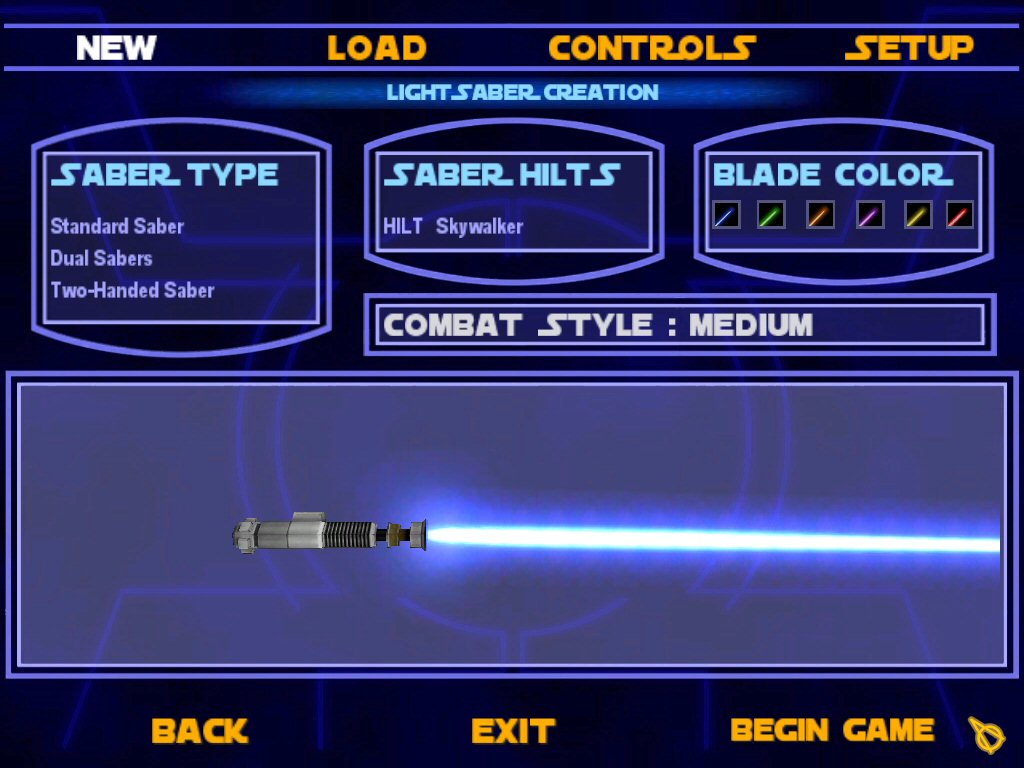 NEW LOAD CONTROLS SETUP
LIGHTSABER CREATION
SABER TYPE
Standard Saber
Dual Sabers
Two-Handed Saber
SABER HILTS
HILT Skywalker
BLADE COLOR
COMBAT STYLE : MEDIUM
BACK EXIT BEGIN GAME